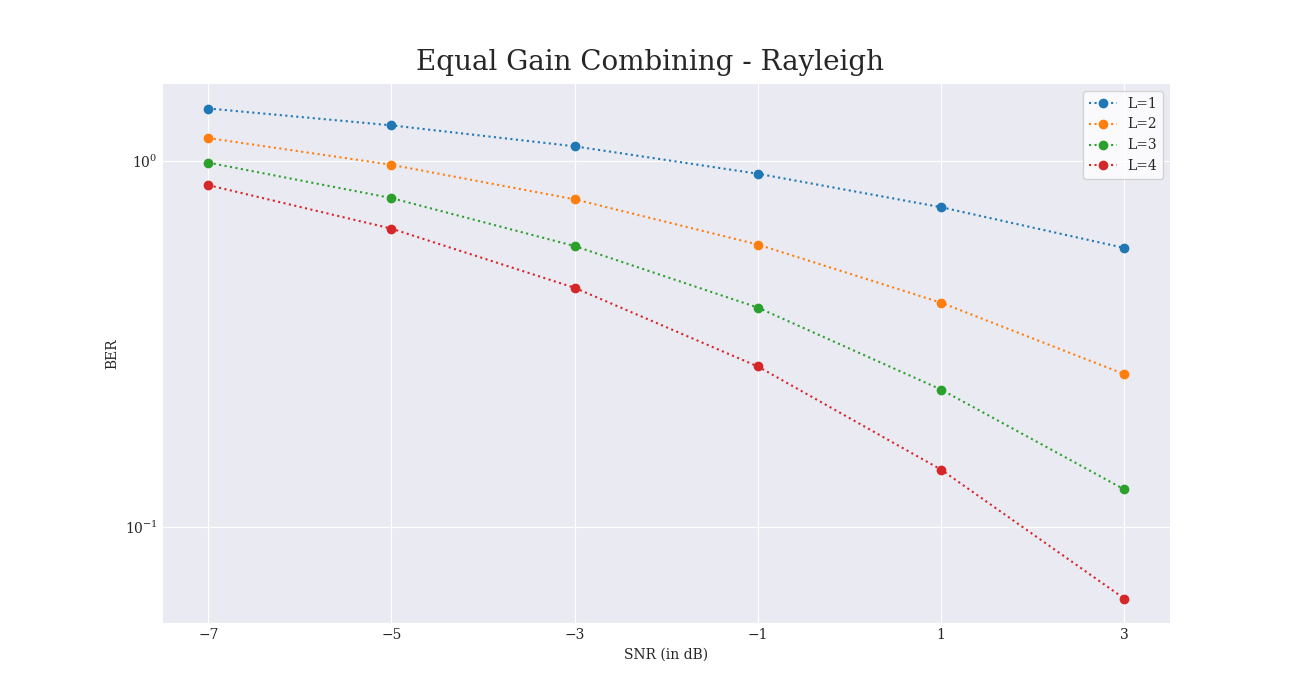 Equal Gain Combining - Rayleigh
L=1
L=2
L=3
L=4
10⁰
10⁻¹
BER
−7 −5 −3 −1 1 3
SNR (in dB)